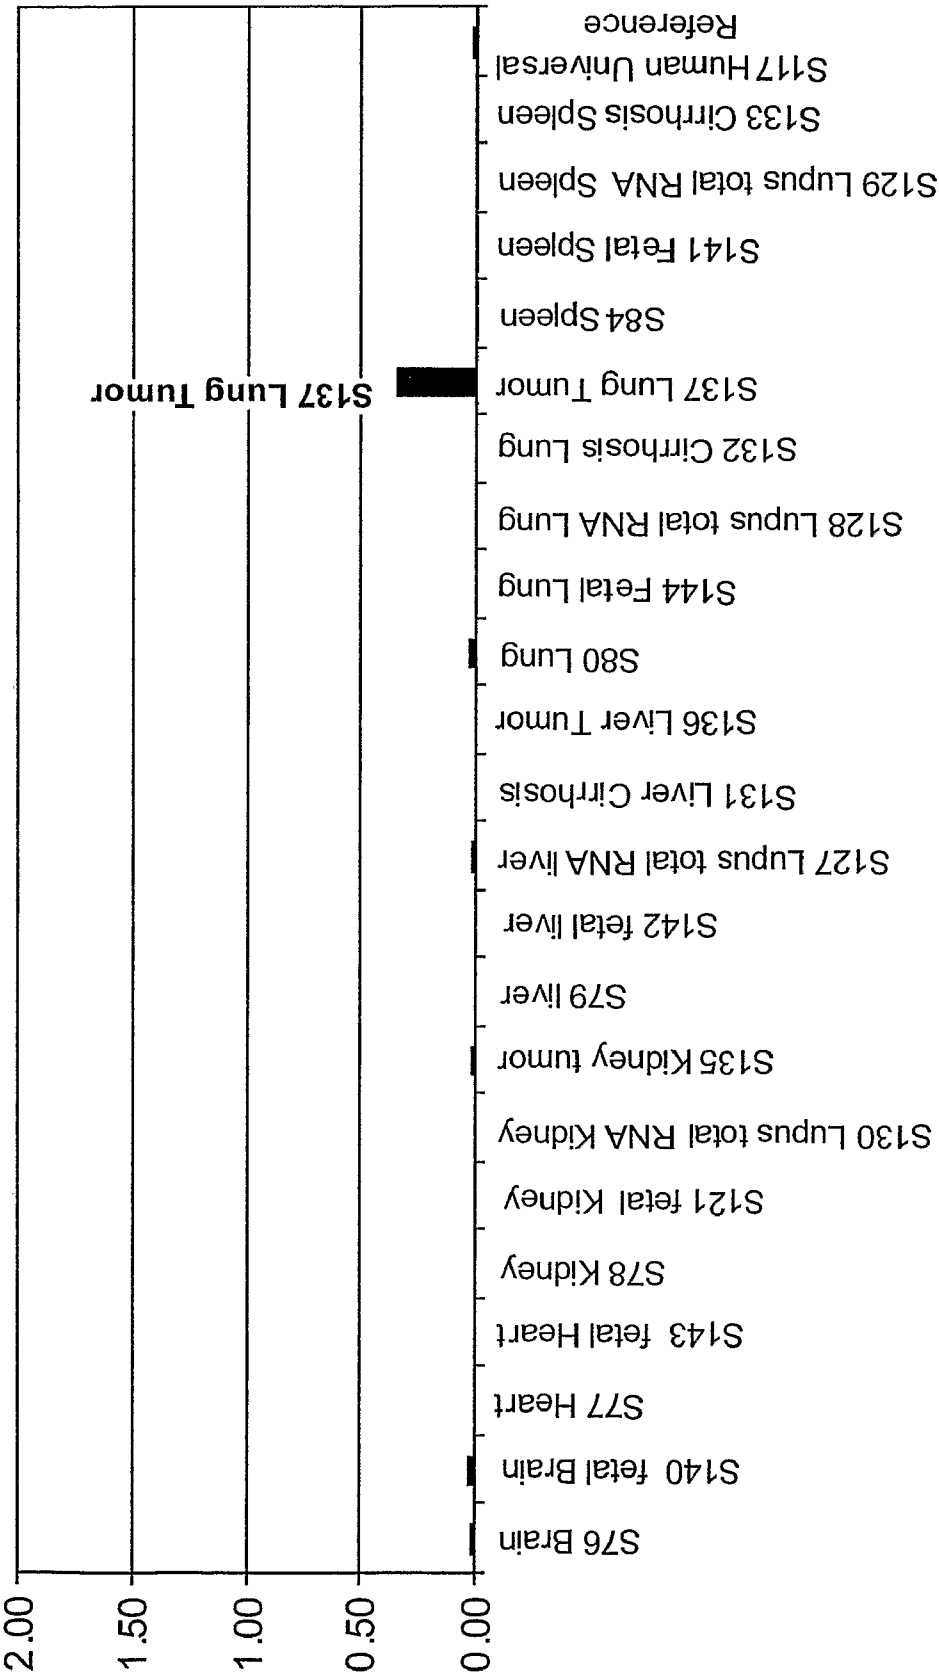 2.00
1.50
1.00
0.50
0.00
S76 Brain
S140 fetal Brain
S77 Heart
S143 fetal Heart
S78 Kidney
S121 fetal Kidney
S130 Lupus total RNA Kidney
S135 Kidney tumor
S79 liver
S142 fetal liver
S127 Lupus total RNA liver
S131 Liver Cirrhosis
S136 Liver Tumor
S80 Lung
S144 Fetal Lung
S128 Lupus total RNA Lung
S132 Cirrhosis Lung
S137 Lung Tumor
S137 Lung Tumor
S84 Spleen
S141 Fetal Spleen
S129 Lupus total RNA Spleen
S133 Cirrhosis Spleen
S117 Human Universal
Reference